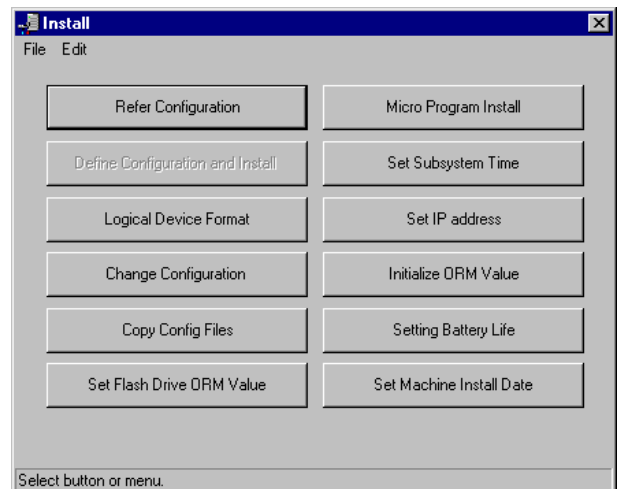 Install
File Edit
Refer Configuration
Micro Program Install
Define Configuration and Install
Set Subsystem Time
Logical Device Format
Set IP address
Change Configuration
Initialize ORM Value
Copy Config Files
Setting Battery Life
Set Flash Drive ORM Value
Set Machine Install Date
Select button or menu.